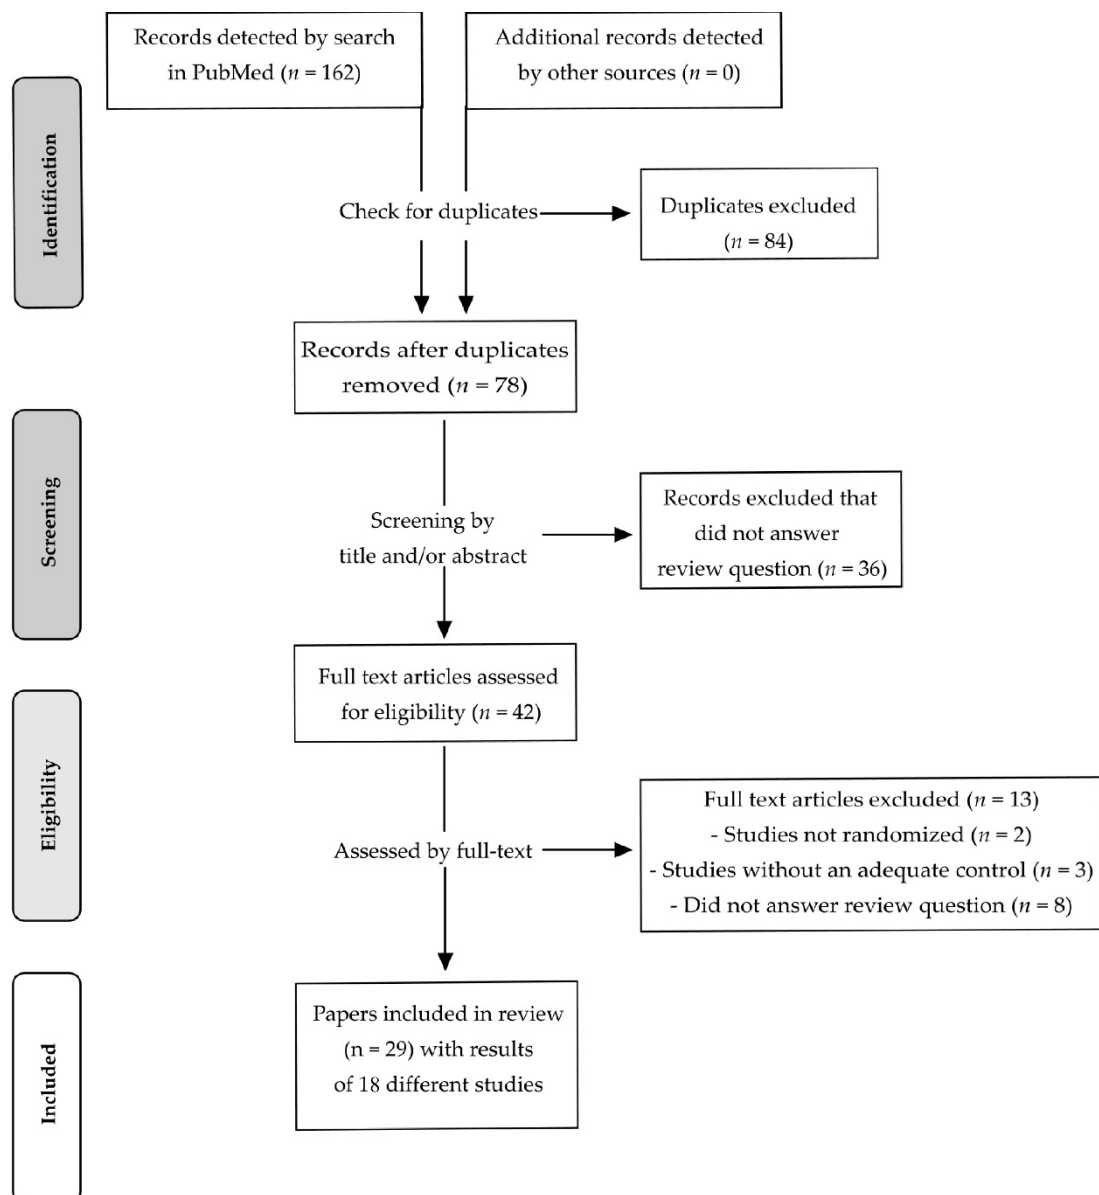 Records detected by search
in PubMed (n = 162)
Additional records detected
by other sources (n = 0)
Identification
Check for duplicates
Duplicates excluded
(n = 84)
Records after duplicates
removed (n = 78)
Screening
Screening by
title and/or abstract
Records excluded that
did not answer
review question (n = 36)
Full text articles assessed
for eligibility (n = 42)
Eligibility
Assessed by full-text
Full text articles excluded (n = 13)
- Studies not randomized (n = 2)
- Studies without an adequate control (n = 3)
- Did not answer review question (n = 8)
Included
Papers included in review
(n = 29) with results
of 18 different studies